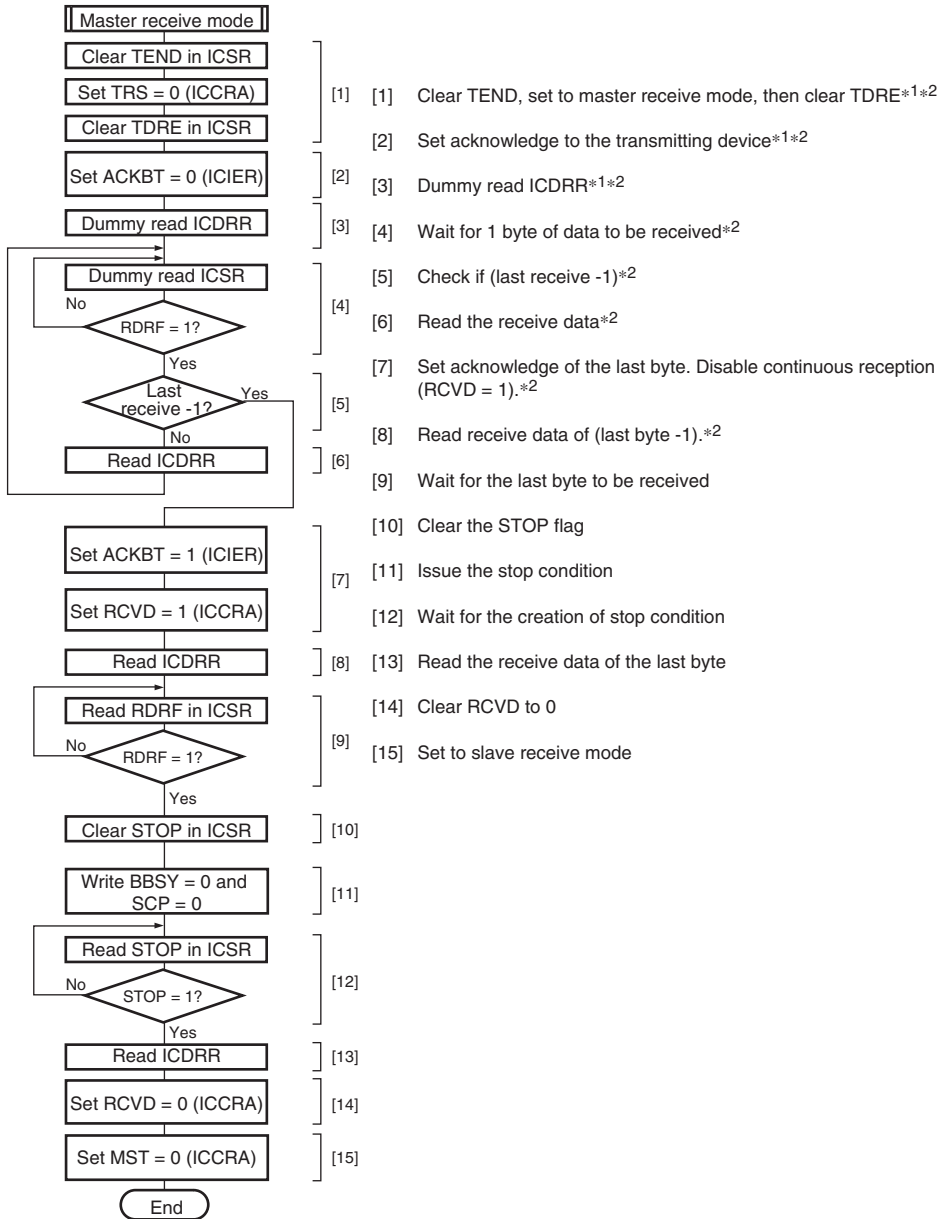 Master receive mode
Clear TEND in ICSR
Set TRS = 0 (ICCRA)
Clear TDRE in ICSR
[1]
Set ACKBT = 0 (ICIER)
[2]
Dummy read ICDRR
[3]
Dummy read ICSR
No
RDRF = 1?
[4]
Yes
Last
receive -1?
Yes
[5]
No
Read ICDRR
[6]
Set ACKBT = 1 (ICIER)
Set RCVD = 1 (ICCRA)
[7]
Read ICDRR
[8]
Read RDRF in ICSR
No
RDRF = 1?
[9]
Yes
Clear STOP in ICSR
[10]
Write BBSY = 0 and
SCP = 0
[11]
Read STOP in ICSR
No
STOP = 1?
[12]
Yes
Read ICDRR
[13]
Set RCVD = 0 (ICCRA)
[14]
Set MST = 0 (ICCRA)
[15]
End
[1] Clear TEND, set to master receive mode, then clear TDRE*1*2
[2] Set acknowledge to the transmitting device*1*2
[3] Dummy read ICDRR*1*2
[4] Wait for 1 byte of data to be received*2
[5] Check if (last receive -1)*2
[6] Read the receive data*2
[7] Set acknowledge of the last byte. Disable continuous reception
(RCVD = 1).*2
[8] Read receive data of (last byte -1).*2
[9] Wait for the last byte to be received
[10] Clear the STOP flag
[11] Issue the stop condition
[12] Wait for the creation of stop condition
[13] Read the receive data of the last byte
[14] Clear RCVD to 0
[15] Set to slave receive mode